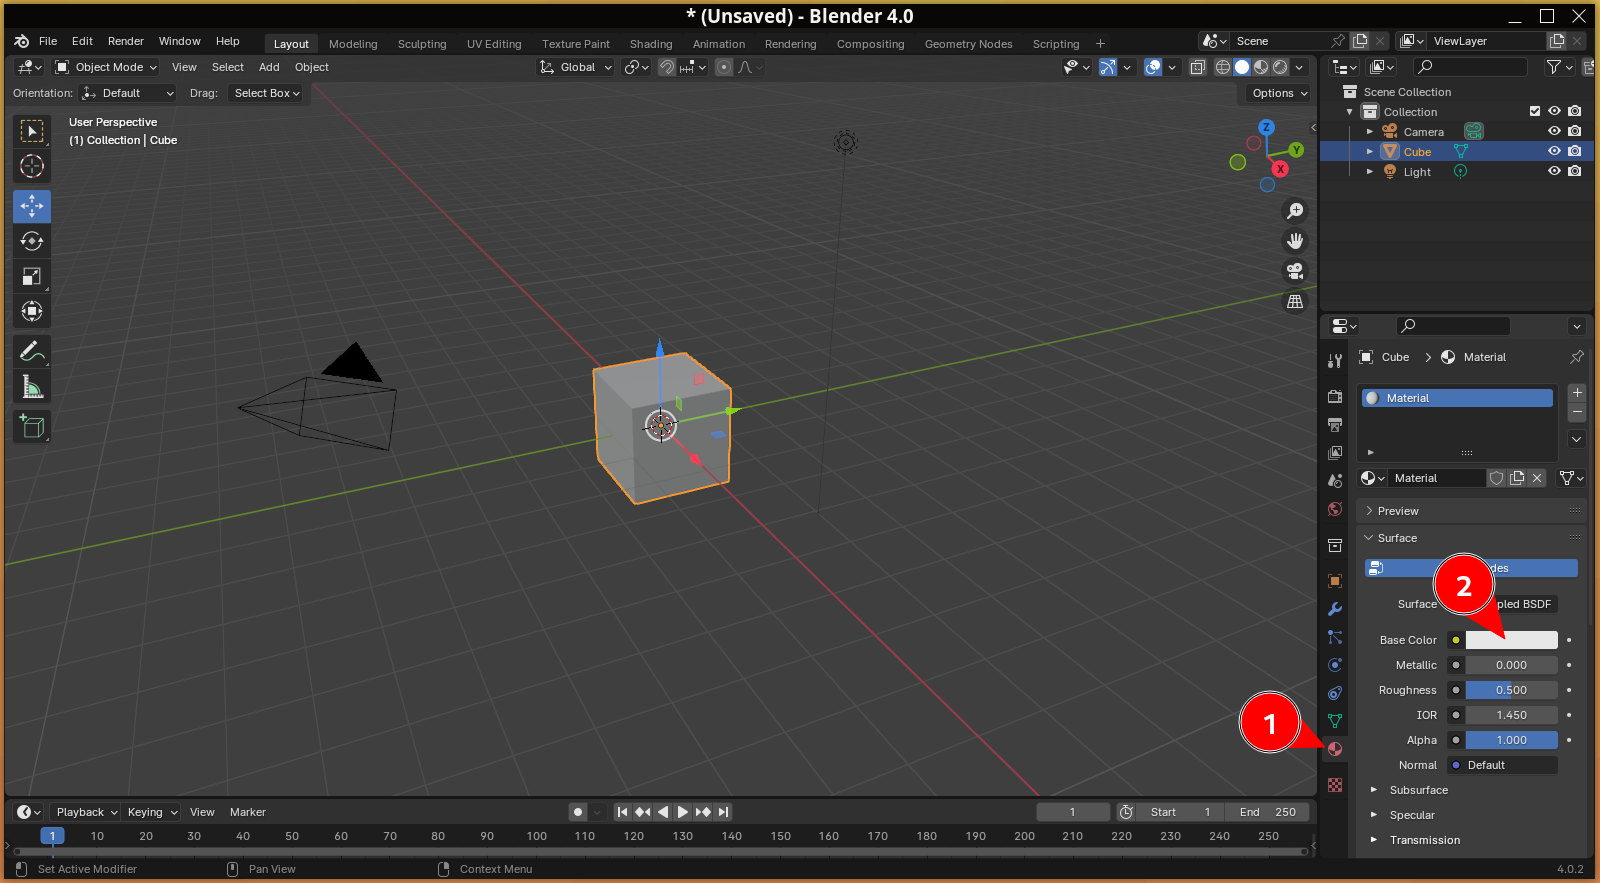 * (Unsaved) - Blender 4.0
File Edit Render Window Help Layout Modeling Sculpting UV Editing Texture Paint Shading Animation Rendering Compositing Geometry Nodes Scripting + Scene ViewLayer
Object Mode View Select Add Object Global
Orientation: Default Drag: Select Box Options
User Perspective
(1) Collection | Cube
Z
Y
X
Scene Collection
Collection
Camera
Cube
Light
Cube > Material
Material
Material
Preview
Surface
des
2
Surface pled BSDF
Base Color
Metallic 0.000
Roughness 0.500
IOR 1.450
1
Alpha 1.000
Normal Default
Subsurface
Specular
Transmission
Playback Keying View Marker 1 Start 1 End 250
1 10 20 30 40 50 60 70 80 90 100 110 120 130 140 150 160 170 180 190 200 210 220 230 240 250
Set Active Modifier Pan View Context Menu 4.0.2